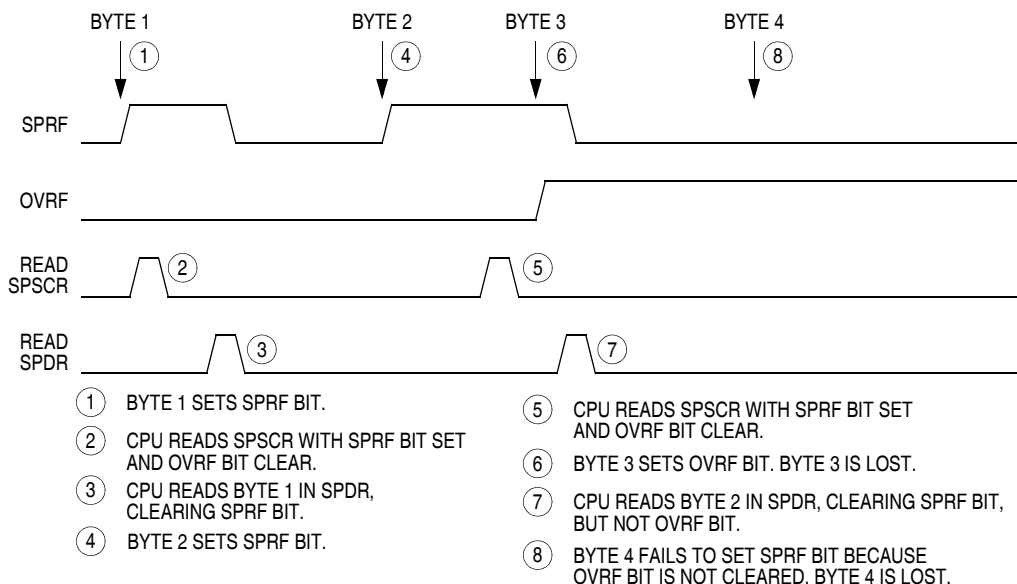 BYTE 1 BYTE 2 BYTE 3 BYTE 4
1 4 6 8
SPRF
OVRF
READ
SPSCR
2 5
READ
SPDR
3 7
1 BYTE 1 SETS SPRF BIT.
2 CPU READS SPSCR WITH SPRF BIT SET
AND OVRF BIT CLEAR.
3 CPU READS BYTE 1 IN SPDR,
CLEARING SPRF BIT.
4 BYTE 2 SETS SPRF BIT.
5 CPU READS SPSCR WITH SPRF BIT SET
AND OVRF BIT CLEAR.
6 BYTE 3 SETS OVRF BIT. BYTE 3 IS LOST.
7 CPU READS BYTE 2 IN SPDR, CLEARING SPRF BIT,
BUT NOT OVRF BIT.
8 BYTE 4 FAILS TO SET SPRF BIT BECAUSE
OVRF BIT IS NOT CLEARED. BYTE 4 IS LOST.